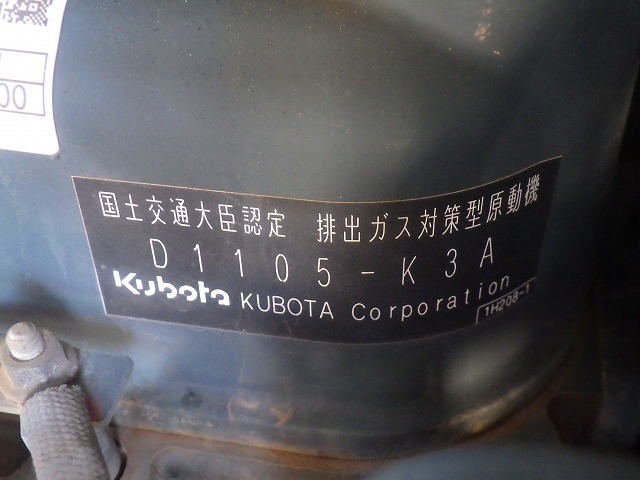 00
国土交通大臣認定 排出ガス対策型原動機
D1105-K3A
Kubota KUBOTA Corporation
1H208-1